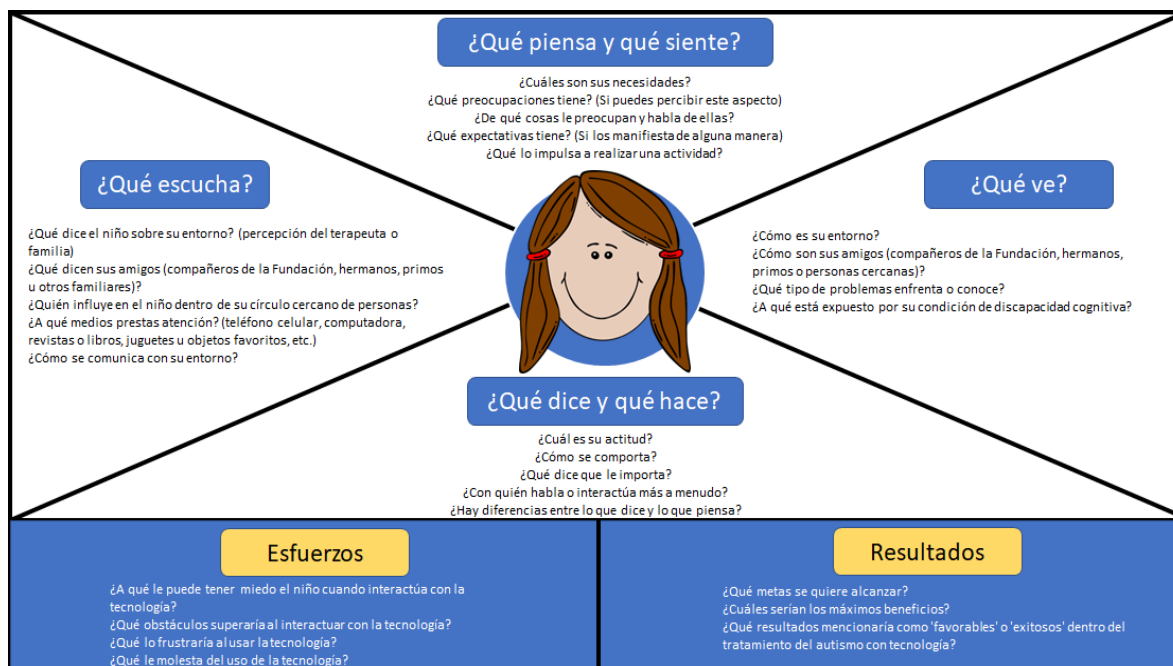 ¿Qué piensa y qué siente?
¿Cuáles son sus necesidades?
¿Qué preocupaciones tiene? (Si puedes percibir este aspecto)
¿De qué cosas le preocupan y habla de ellas?
¿Qué expectativas tiene? (Si los manifiesta de alguna manera)
¿Qué lo impulsa a realizar una actividad?
¿Qué escucha?
¿Qué dice el niño sobre su entorno? (percepción del terapeuta o
familia)
¿Qué dicen sus amigos (compañeros de la Fundación, hermanos, primos
u otros familiares)?
¿Quién influye en el niño dentro de su círculo cercano de personas?
¿A qué medios prestas atención? (teléfono celular, computadora,
revistas o libros, juguetes u objetos favoritos, etc.)
¿Cómo se comunica con su entorno?
¿Qué ve?
¿Cómo es su entorno?
¿Cómo son sus amigos (compañeros de la Fundación, hermanos,
primos o personas cercanas)?
¿Qué tipo de problemas enfrenta o conoce?
¿A qué está expuesto por su condición de discapacidad cognitiva?
¿Qué dice y qué hace?
¿Cuál es su actitud?
¿Cómo se comporta?
¿Qué dice que le importa?
¿Con quién habla o interactúa más a menudo?
¿Hay diferencias entre lo que dice y lo que piensa?
Esfuerzos
¿A qué le puede tener miedo el niño cuando interactúa con la
tecnología?
¿Qué obstáculos superaría al interactuar con la tecnología?
¿Qué lo frustraría al usar la tecnología?
¿Qué le molesta del uso de la tecnología?
Resultados
¿Qué metas se quiere alcanzar?
¿Cuáles serían los máximos beneficios?
¿Qué resultados mencionaría como 'favorables' o 'exitosos' dentro del
tratamiento del autismo con tecnología?